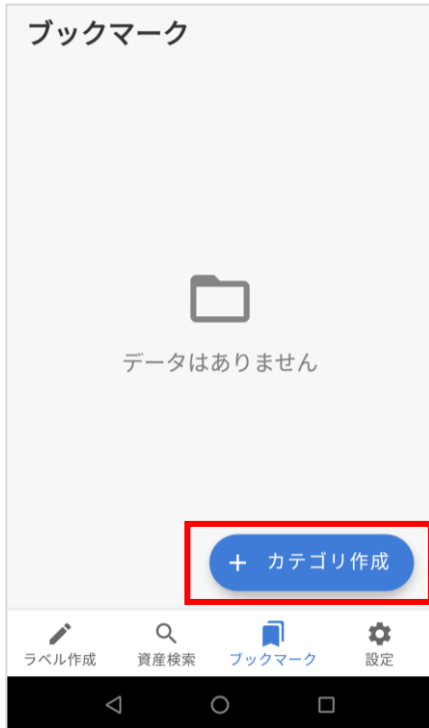 ブックマーク
データはありません
+ カテゴリ作成
ラベル作成 資産検索 ブックマーク 設定